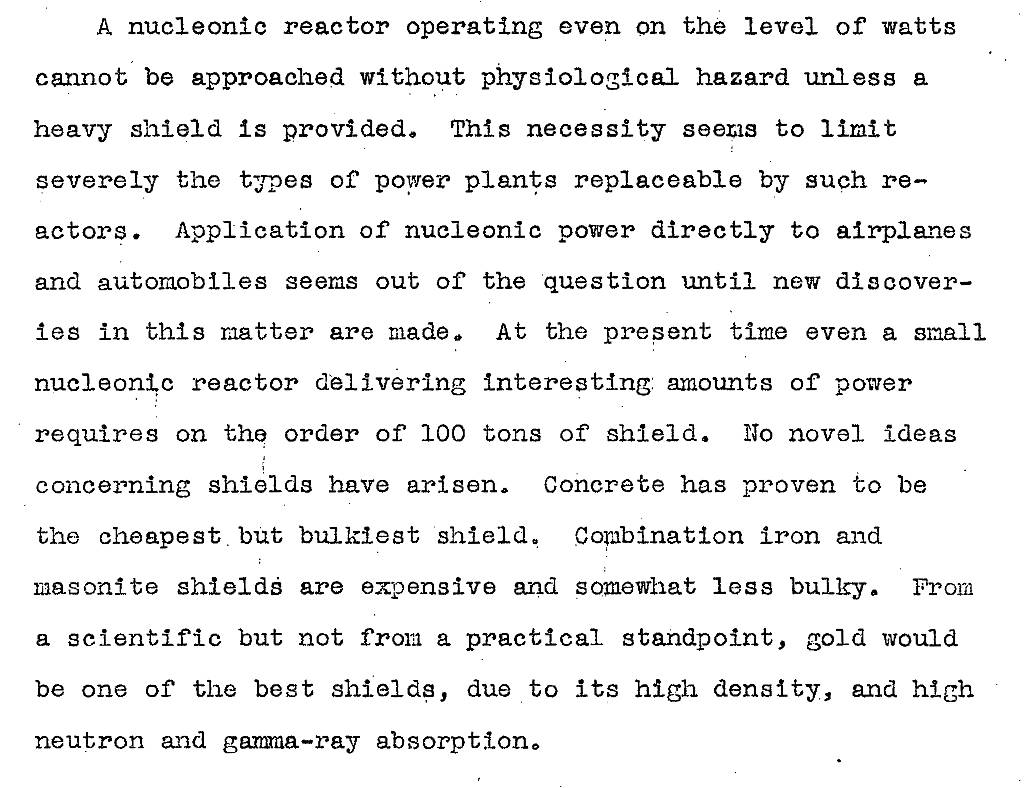 A nucleonic reactor operating even on the level of watts
cannot be approached without physiological hazard unless a
heavy shield is provided. This necessity seems to limit
severely the types of power plants replaceable by such re-
actors. Application of nucleonic power directly to airplanes
and automobiles seems out of the question until new discover-
ies in this matter are made. At the present time even a small
nucleonic reactor delivering interesting amounts of power
requires on the order of 100 tons of shield. No novel ideas
concerning shields have arisen. Concrete has proven to be
the cheapest but bulkiest shield. Combination iron and
masonite shields are expensive and somewhat less bulky. From
a scientific but not from a practical standpoint, gold would
be one of the best shields, due to its high density, and high
neutron and gamma-ray absorption.